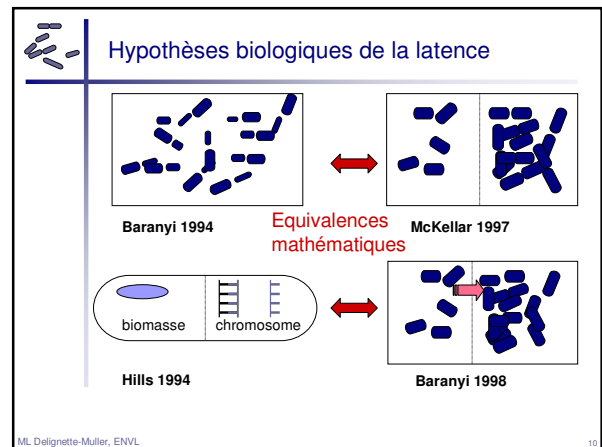 Hypothèses biologiques de la latence
Baranyi 1994
McKellar 1997
Equivalences
mathématiques
biomasse
chromosome
Hills 1994
Baranyi 1998
ML Delignette-Muller, ENVL
10